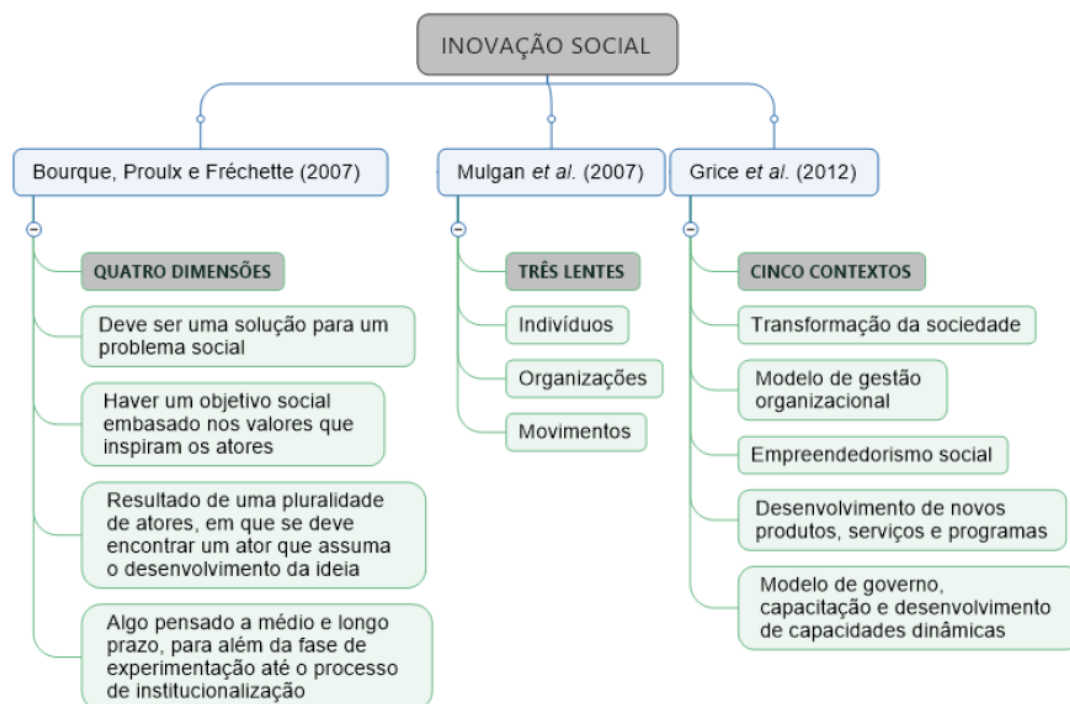 INOVAÇÃO SOCIAL
Bourque, Proulx e Fréchette (2007)
QUATRO DIMENSÕES
Deve ser uma solução para um
problema social
Haver um objetivo social
embasado nos valores que
inspiram os atores
Resultado de uma pluralidade
de atores, em que se deve
encontrar um ator que assuma
o desenvolvimento da ideia
Algo pensado a médio e longo
prazo, para além da fase de
experimentação até o processo
de institucionalização
Mulgan et al. (2007)
TRÊS LENTES
Indivíduos
Organizações
Movimentos
Grice et al. (2012)
CINCO CONTEXTOS
Transformação da sociedade
Modelo de gestão
organizacional
Empreendedorismo social
Desenvolvimento de novos
produtos, serviços e programas
Modelo de governo,
capacitação e desenvolvimento
de capacidades dinâmicas